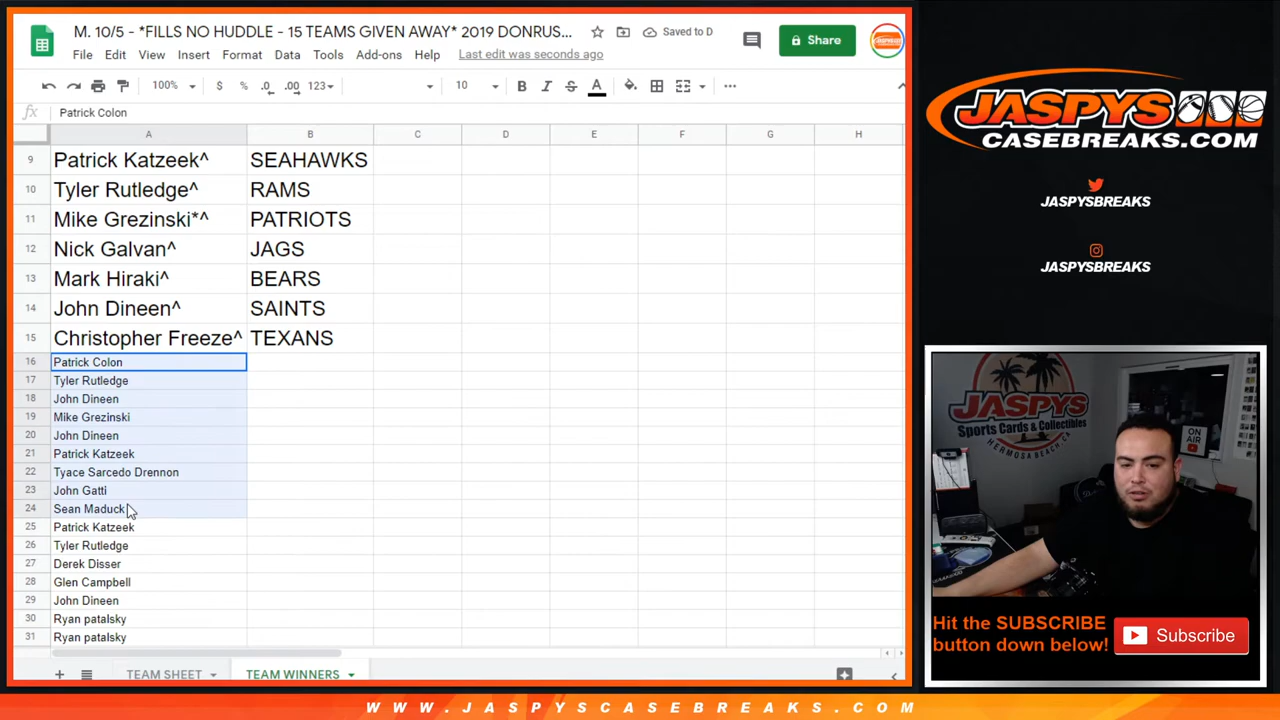 M. 10/5 - *FILLS NO HUDDLE - 15 TEAMS GIVEN AWAY* 2019 DONRUS...
Saved to D
File Edit View Insert Format Data Tools Add-ons Help Last edit was seconds ago
Share
100% $ % .0 .00 123 10 B I S A
fx Patrick Colon
A B C D E F G H
9 Patrick Katzeek^ SEAHAWKS
10 Tyler Rutledge^ RAMS
11 Mike Grezinski*^ PATRIOTS
12 Nick Galvan^ JAGS
13 Mark Hiraki^ BEARS
14 John Dineen^ SAINTS
15 Christopher Freeze^ TEXANS
16 Patrick Colon
17 Tyler Rutledge
18 John Dineen
19 Mike Grezinski
20 John Dineen
21 Patrick Katzeek
22 Tyace Sarcedo Drennon
23 John Gatti
24 Sean Maduck
25 Patrick Katzeek
26 Tyler Rutledge
27 Derek Disser
28 Glen Campbell
29 John Dineen
30 Ryan patalsky
31 Ryan patalsky
TEAM SHEET TEAM WINNERS
JASPYS
CASEBREAKS.COM
JASPYSBREAKS
JASPYSBREAKS
JASPYS
Sports Cards & Collectibles
HERMOSA BEACH, CA
ON AIR
Hit the SUBSCRIBE
button down below!
Subscribe
WWW.JASPYSCASEBREAKS.COM